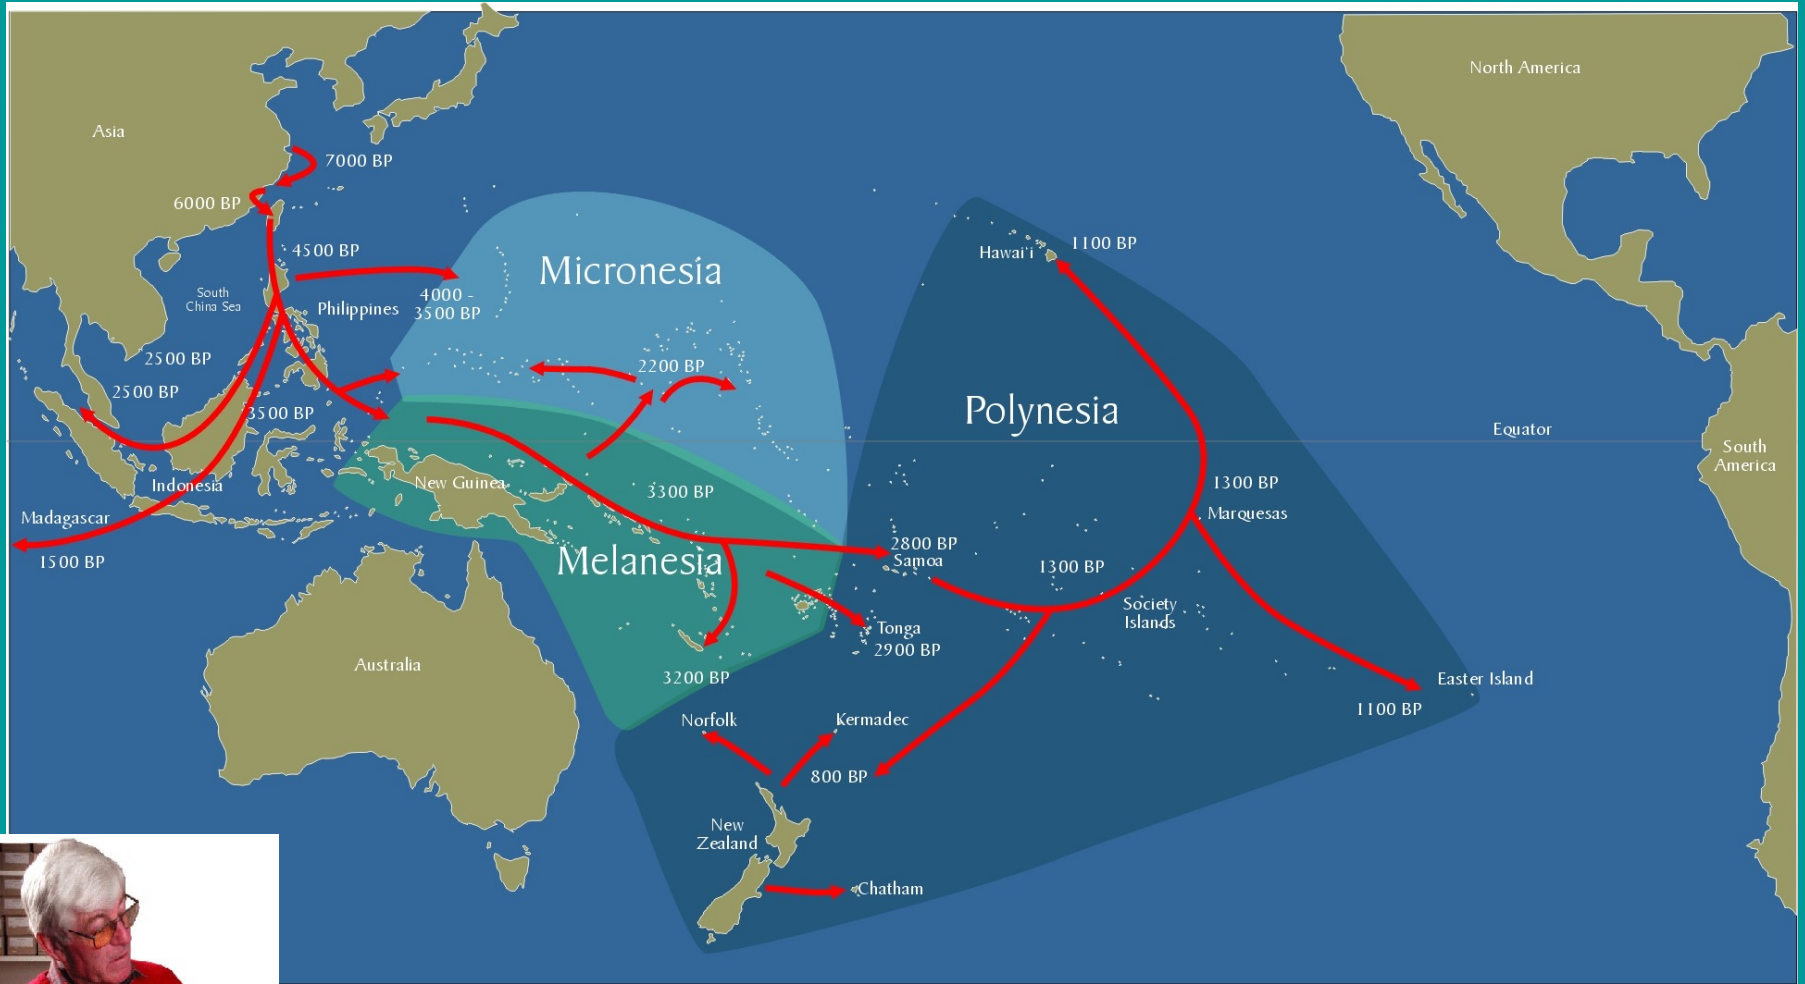 North America
Asia
7000 BP
6000 BP
4500 BP
Hawai'i
1100 BP
Micronesia
South
China Sea
Philippines
4000 -
3500 BP
2500 BP
2200 BP
2500 BP
3500 BP
Polynesia
Equator
South
America
Indonesia
New Guinea
3300 BP
1300 BP
Marquesas
Madagascar
1500 BP
Melanesia
2800 BP
Samoa
1300 BP
Society
Islands
Tonga
2900 BP
Australia
3200 BP
Easter Island
1100 BP
Norfolk
Kermadec
800 BP
New
Zealand
Chatham